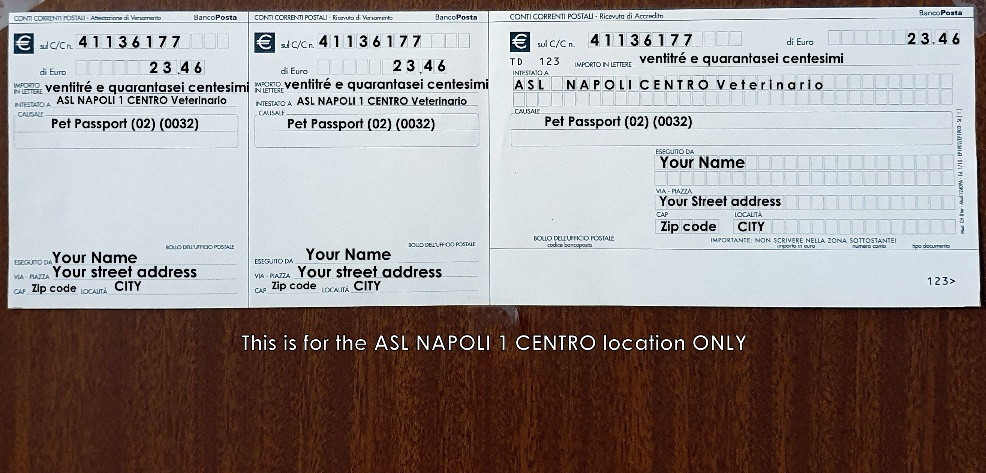 CONTI CORRENTI POSTALI - Attestazione di Versamento BancoPosta
€ sul C/C n. 41136177
di Euro 23,46
IMPORTO IN LETTERE ventitré e quarantasei centesimi
INTESTATO A ASL NAPOLI 1 CENTRO Veterinario
CAUSALE
Pet Passport (02) (0032)
BOLLO DELL'UFFICIO POSTALE
ESEGUITO DA Your Name
VIA - PIAZZA Your street address
CAP Zip code LOCALITÀ CITY
CONTI CORRENTI POSTALI - Ricevuta di Versamento BancoPosta
€ sul C/C n. 41136177
di Euro 23,46
IMPORTO IN LETTERE ventitré e quarantasei centesimi
INTESTATO A ASL NAPOLI 1 CENTRO Veterinario
CAUSALE
Pet Passport (02) (0032)
BOLLO DELL'UFFICIO POSTALE
ESEGUITO DA Your Name
VIA - PIAZZA Your street address
CAP Zip code LOCALITÀ CITY
CONTI CORRENTI POSTALI - Ricevuta di Accredito BancoPosta
€ sul C/C n. 41136177 di Euro 23.46
TD 123 IMPORTO IN LETTERE ventitré e quarantasei centesimi
INTESTATO A
ASL NAPOLI CENTRO Veterinario
CAUSALE
Pet Passport (02) (0032)
ESEGUITO DA
Your Name
VIA - PIAZZA
Your Street address
CAP LOCALITÀ
Zip code CITY
BOLLO DELL'UFFICIO POSTALE
codice bancoposta
IMPORTANTE: NON SCRIVERE NELLA ZONA SOTTOSTANTE!
importo in euro numero conto tipo documento
123>
This is for the ASL NAPOLI 1 CENTRO location ONLY